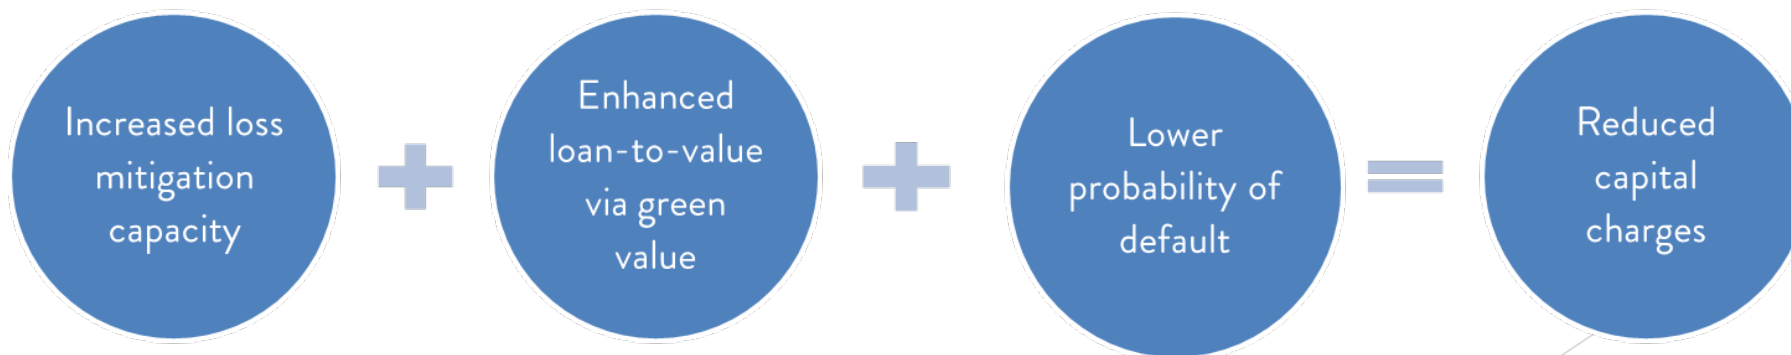 Increased loss
mitigation
capacity
Enhanced
loan-to-value
via green
value
Lower
probability of
default
Reduced
capital
charges